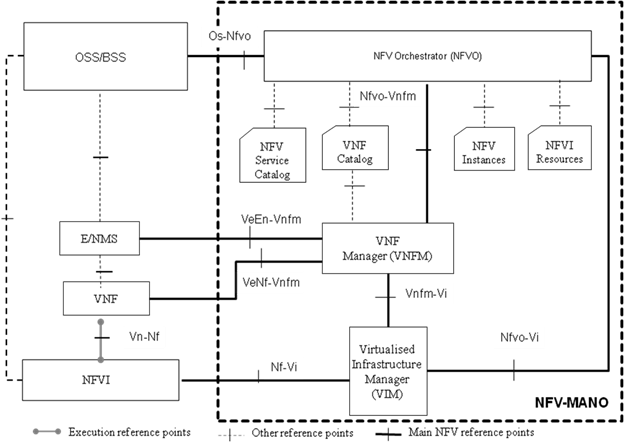 Os-Nfvo
OSS/BSS
NFV Orchestrator (NFVO)
Nfvo-Vnfm
NFV
Service
Catalog
VNF
Catalog
NFV
Instances
NFVI
Resources
VeEn-Vnfm
E/NMS
VNF
Manager (VNFM)
VeNf-Vnfm
VNF
Vnfm-Vi
Vn-Nf
Virtualised
Infrastructure
Manager
(VIM)
Nfvo-Vi
Nf-Vi
NFVI
NFV-MANO
Execution reference points
Other reference points
Main NFV reference points